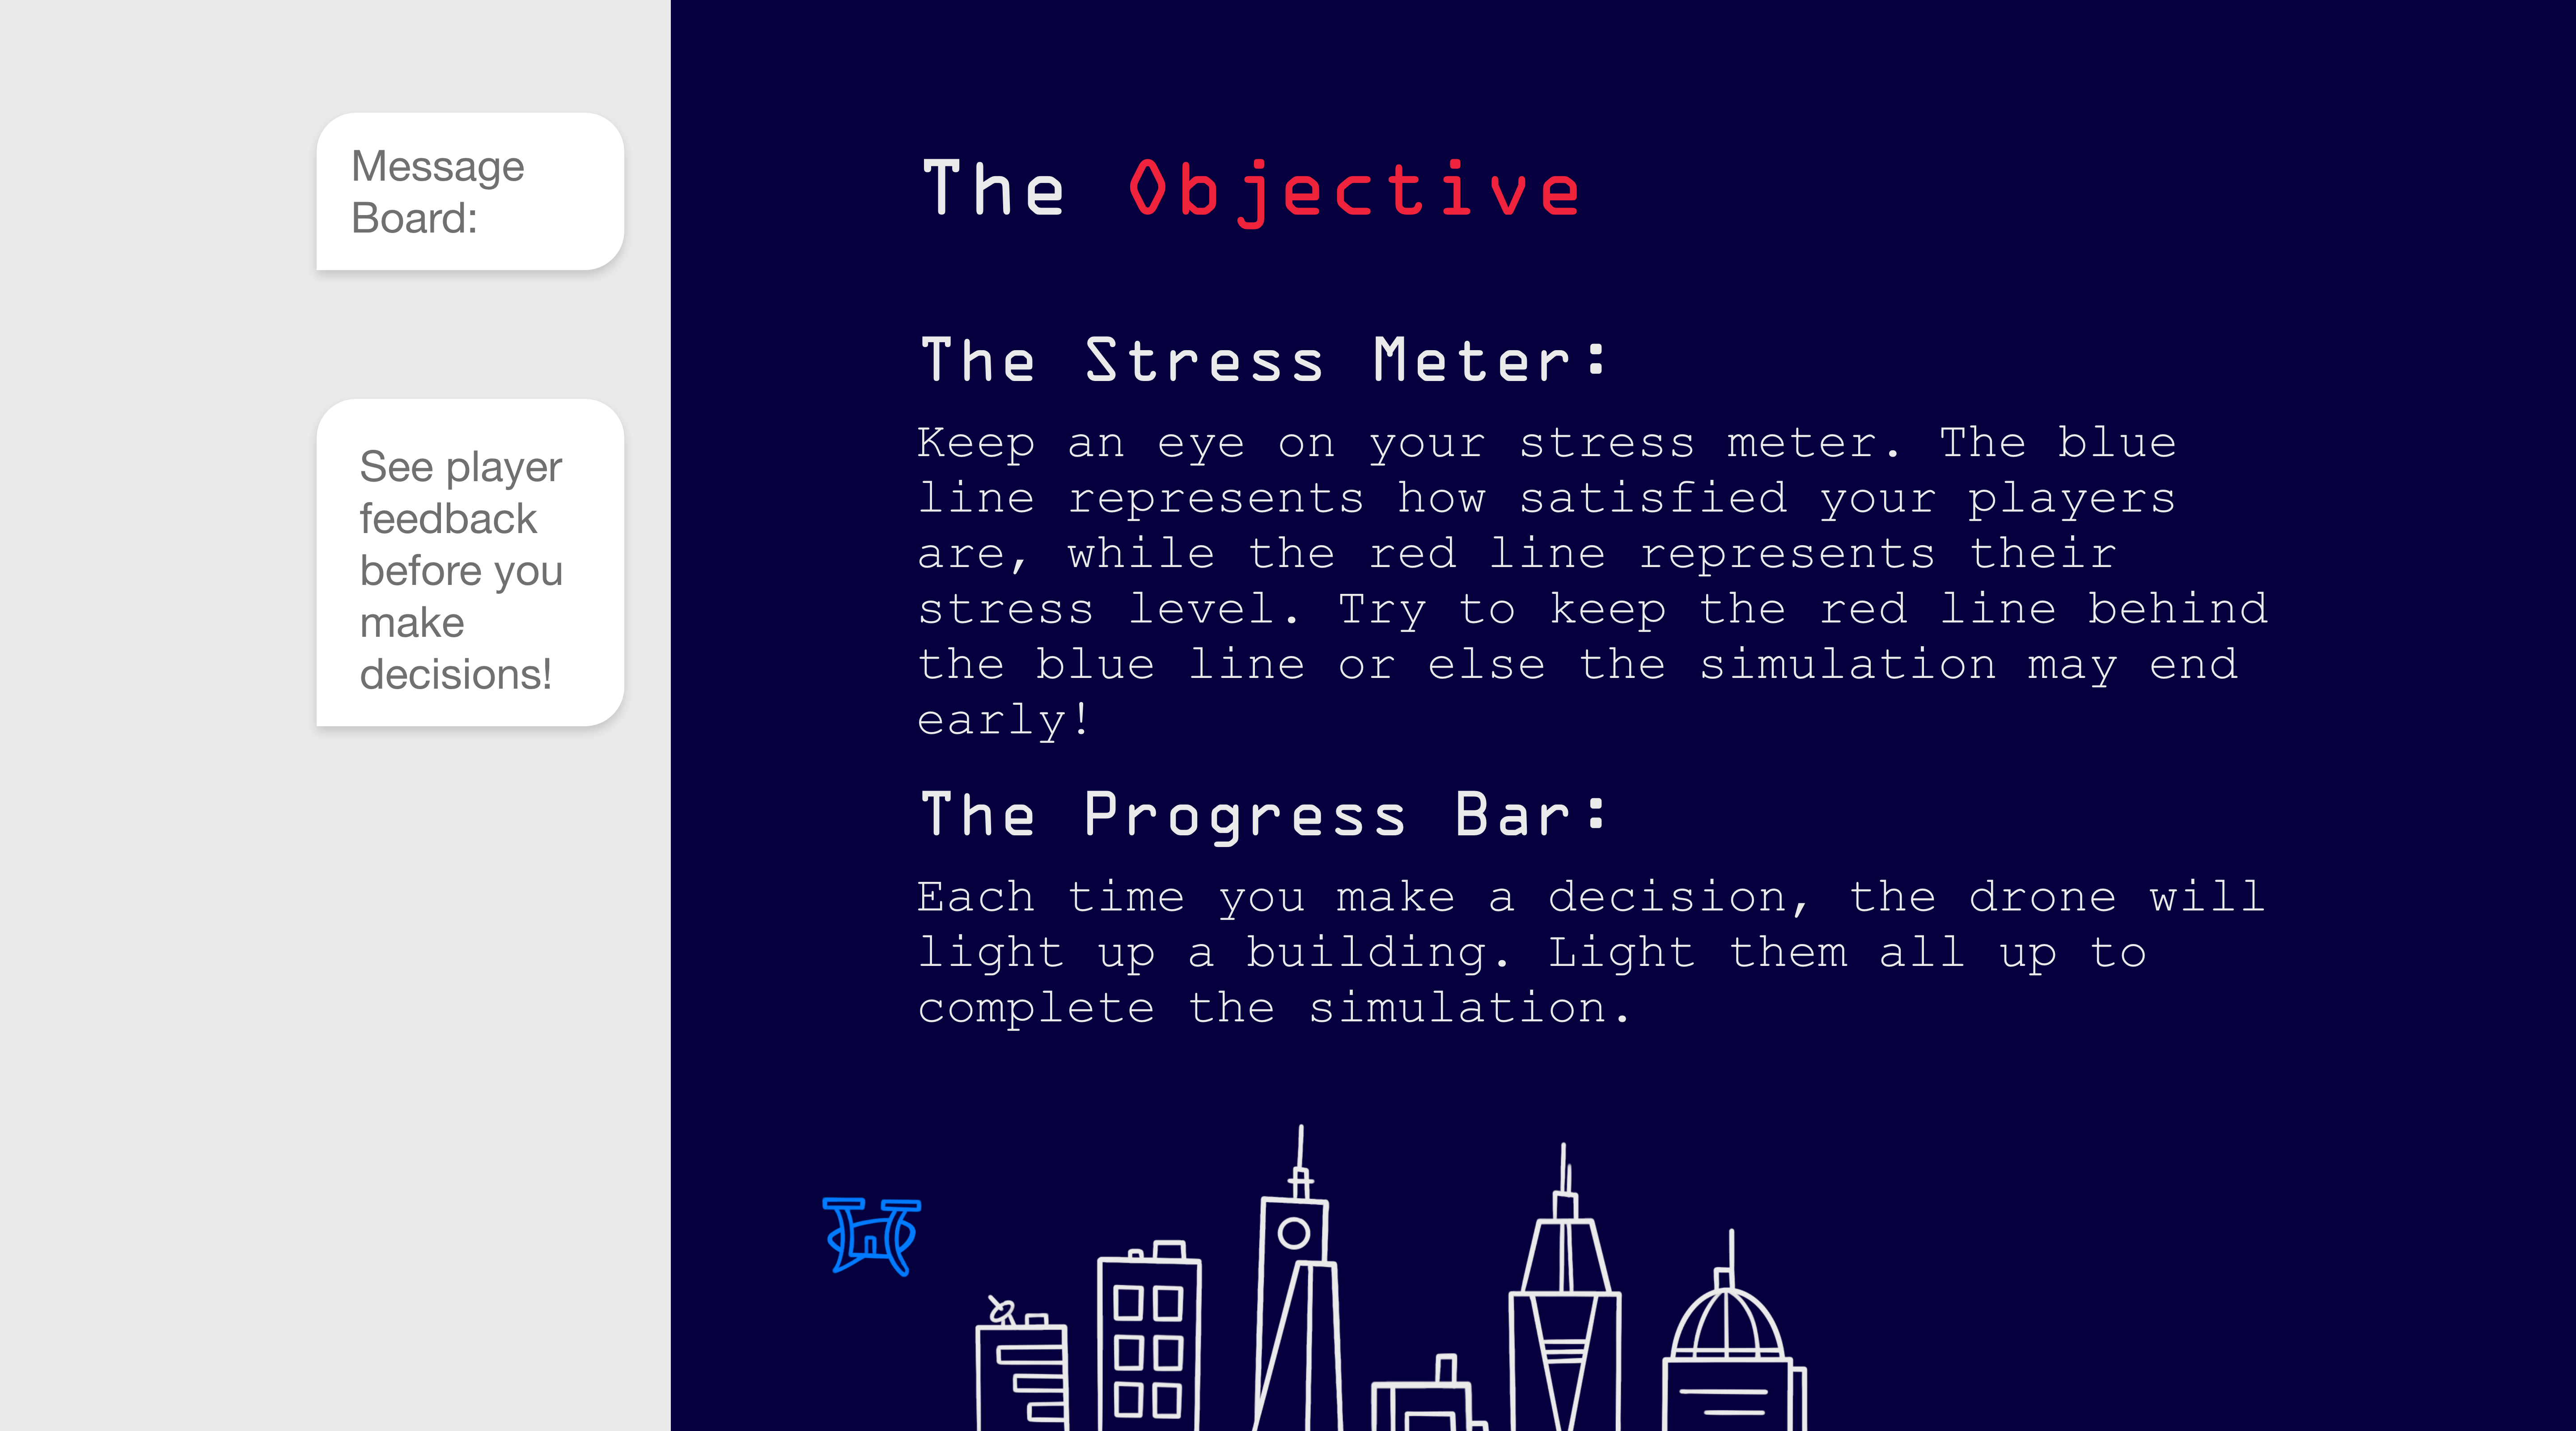 Message
Board:
See player
feedback
before you
make
decisions!
The Objective
The Stress Meter:
Keep an eye on your stress meter. The blue
line represents how satisfied your players
are, while the red line represents their
stress level. Try to keep the red line behind
the blue line or else the simulation may end
early!
The Progress Bar:
Each time you make a decision, the drone will
light up a building. Light them all up to
complete the simulation.